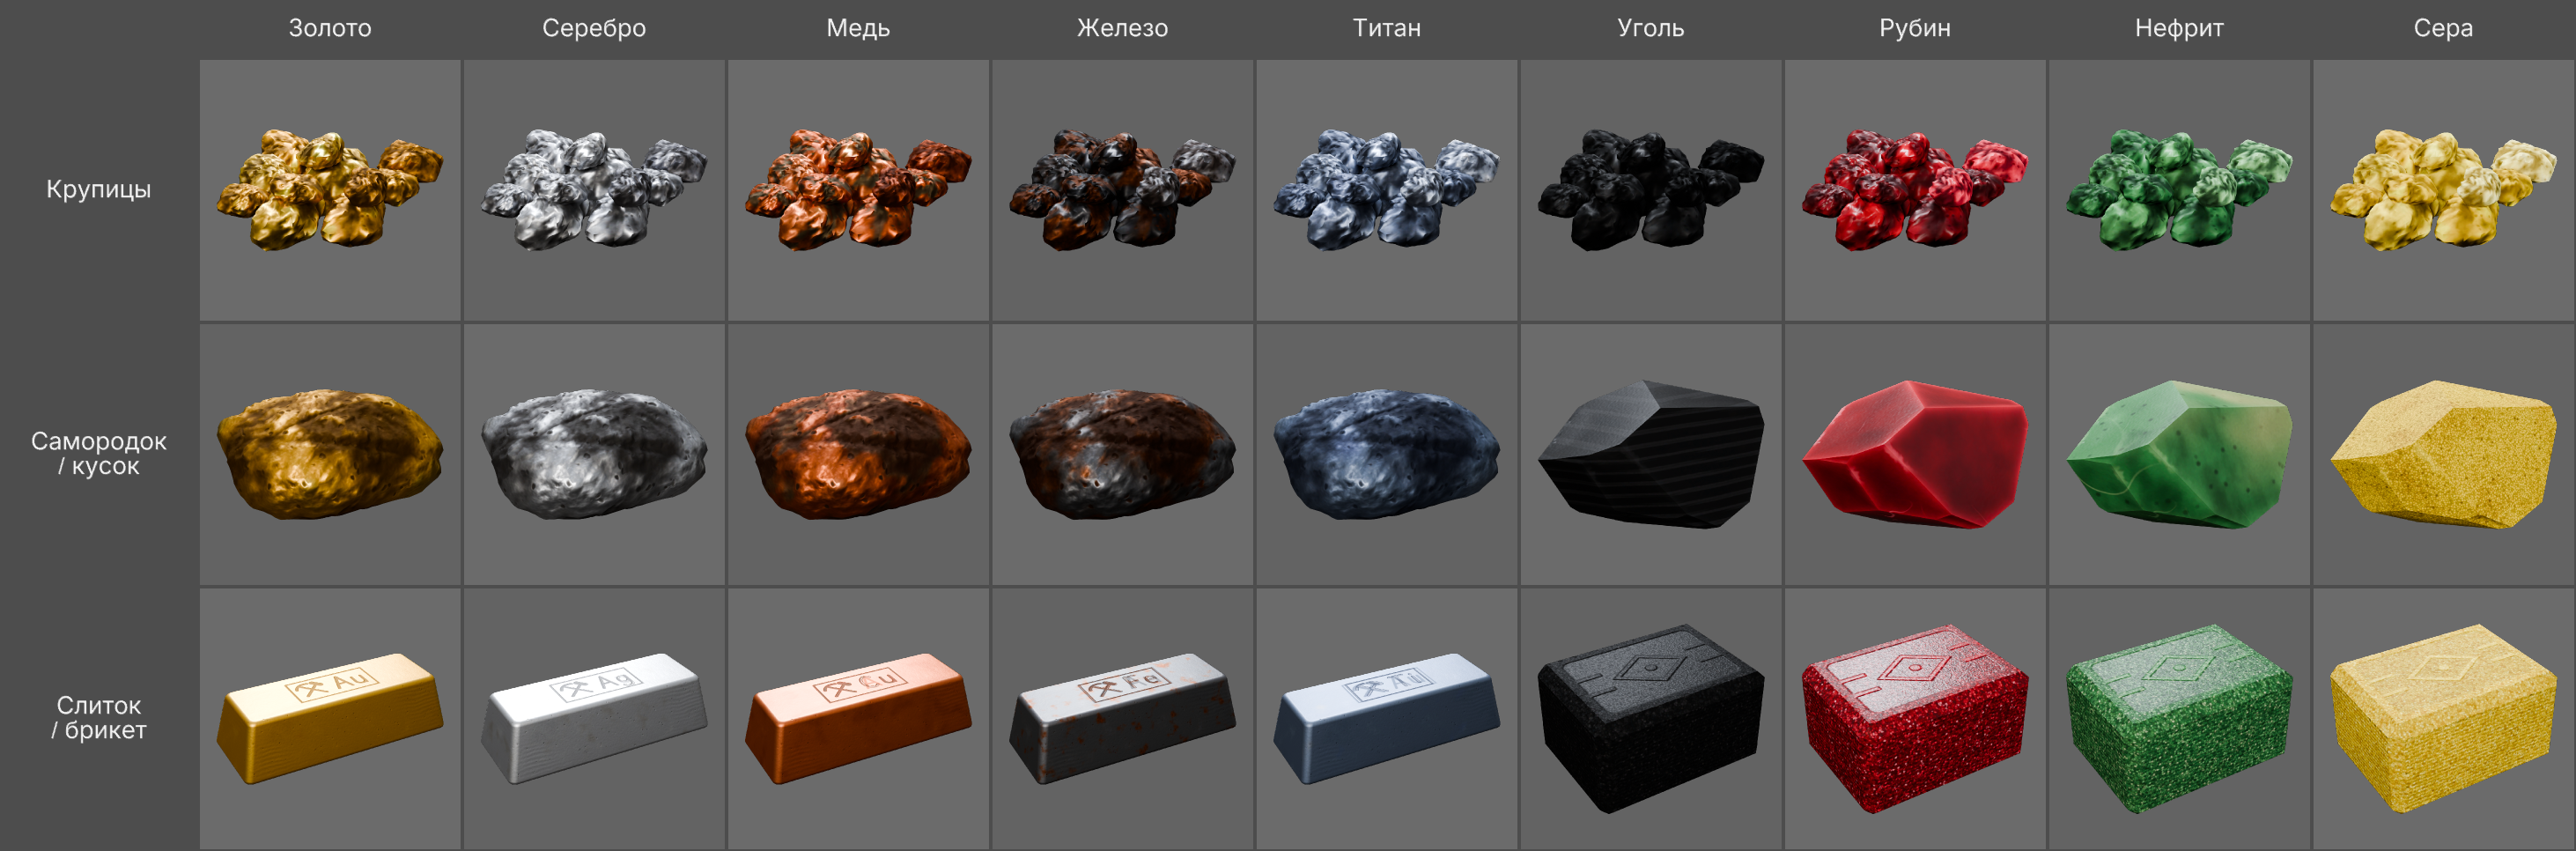 Золото Серебро Медь Железо Титан Уголь Рубин Нефрит Сера
Крупицы
Самородок
/ кусок
Слиток
/ брикет
Au Ag Cu Fe Ti